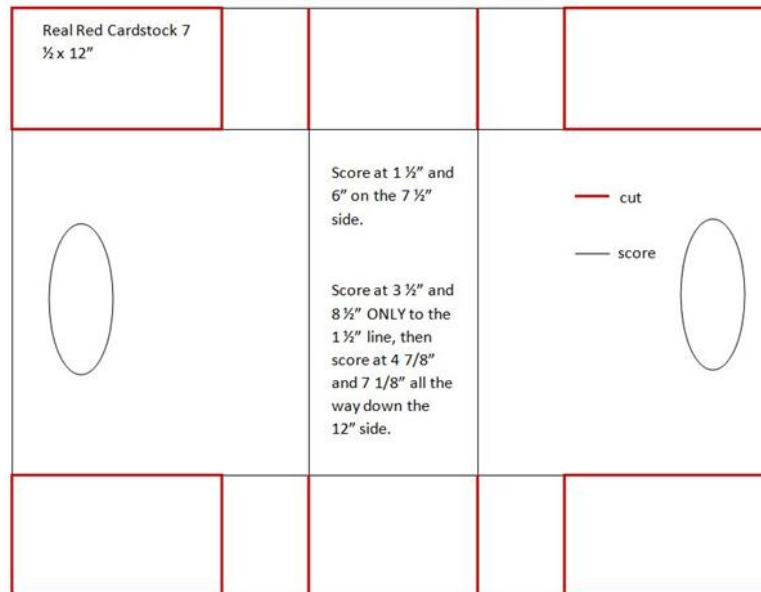 Real Red Cardstock 7
½ x 12"
Score at 1 ½" and
6" on the 7 ½"
side.
cut
score
Score at 3 ½" and
8 ½" ONLY to the
1 ½" line, then
score at 4 7/8"
and 7 1/8" all the
way down the
12" side.